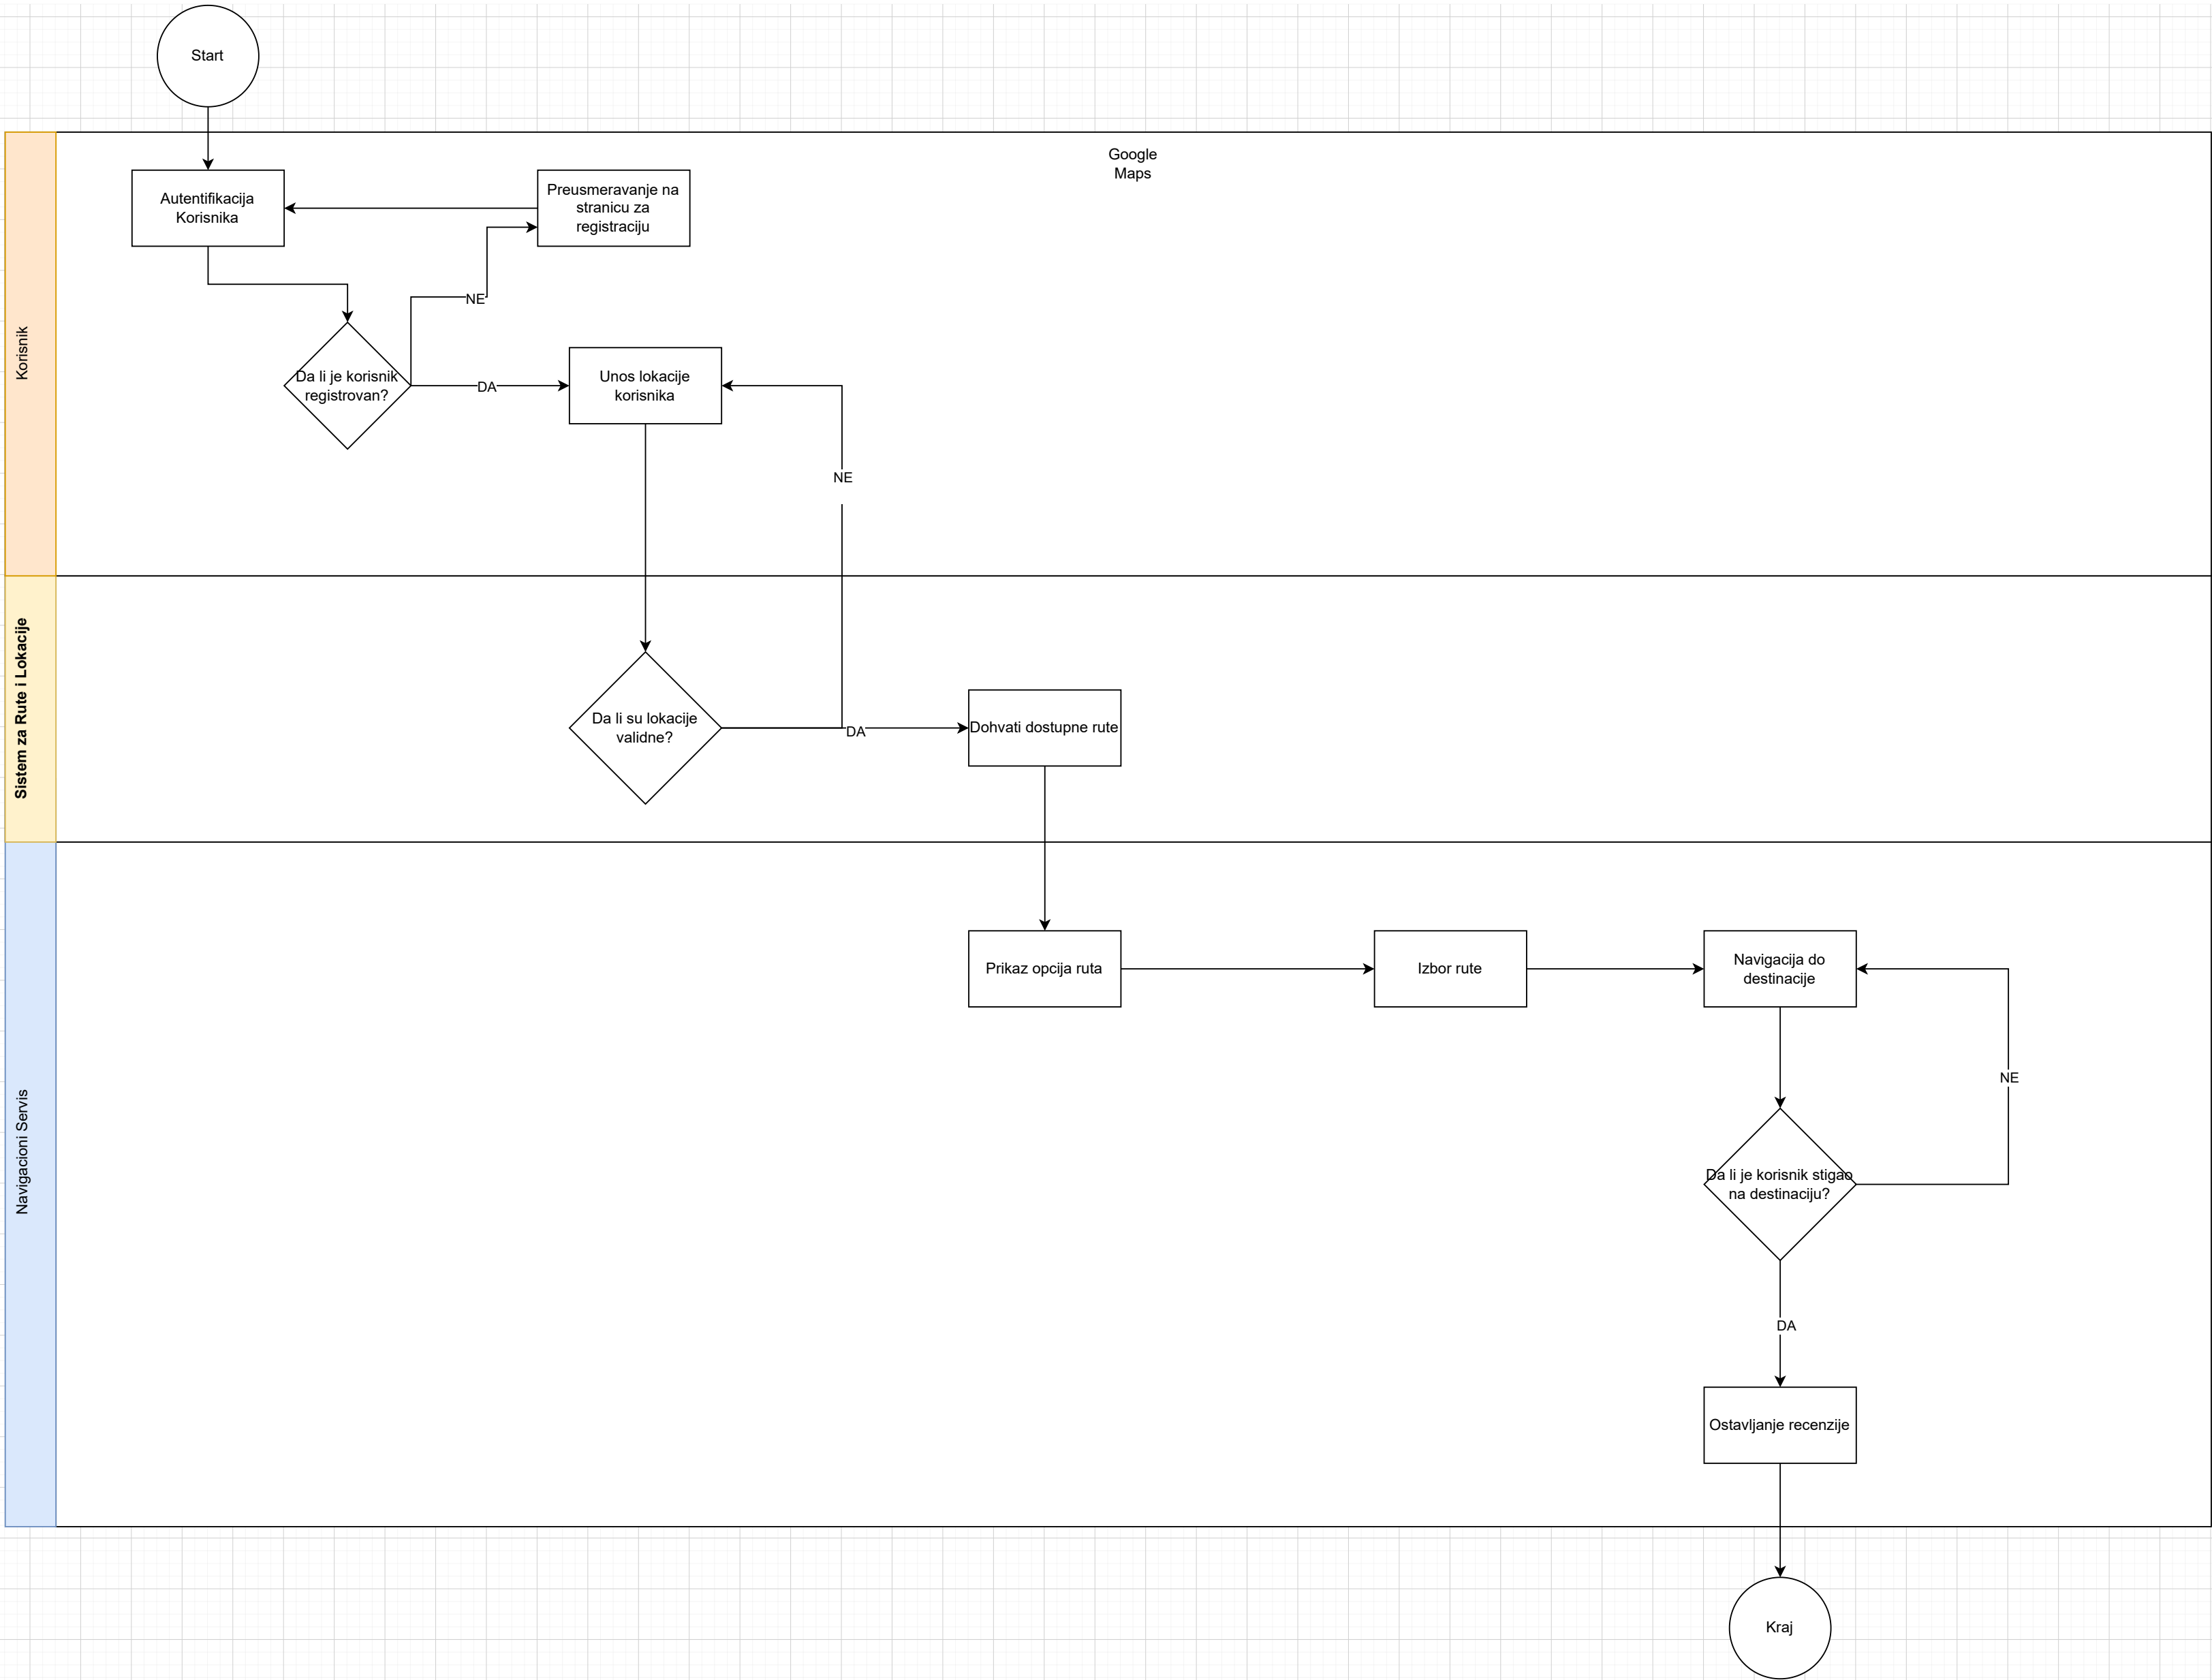 Start
Google
Maps
Korisnik
Autentifikacija
Korisnika
Preusmeravanje na
stranicu za
registraciju
NE
Da li je korisnik
registrovan?
DA
Unos lokacije
korisnika
NE
Sistem za Rute i Lokacije
Da li su lokacije
validne?
DA
Dohvati dostupne rute
Navigacioni Servis
Prikaz opcija ruta
Izbor rute
Navigacija do
destinacije
NE
Da li je korisnik stigao
na destinaciju?
DA
Ostavljanje recenzije
Kraj